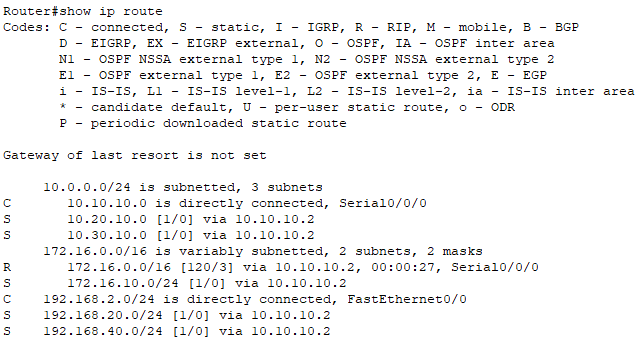 Router#show ip route
Codes: C - connected, S - static, I - IGRP, R - RIP, M - mobile, B - BGP
       D - EIGRP, EX - EIGRP external, O - OSPF, IA - OSPF inter area
       N1 - OSPF NSSA external type 1, N2 - OSPF NSSA external type 2
       E1 - OSPF external type 1, E2 - OSPF external type 2, E - EGP
       i - IS-IS, L1 - IS-IS level-1, L2 - IS-IS level-2, ia - IS-IS inter area
       * - candidate default, U - per-user static route, o - ODR
       P - periodic downloaded static route

Gateway of last resort is not set

     10.0.0.0/24 is subnetted, 3 subnets
C       10.10.10.0 is directly connected, Serial0/0/0
S       10.20.10.0 [1/0] via 10.10.10.2
S       10.30.10.0 [1/0] via 10.10.10.2
     172.16.0.0/16 is variably subnetted, 2 subnets, 2 masks
R       172.16.0.0/16 [120/3] via 10.10.10.2, 00:00:27, Serial0/0/0
S       172.16.10.0/24 [1/0] via 10.10.10.2
C    192.168.2.0/24 is directly connected, FastEthernet0/0
S    192.168.20.0/24 [1/0] via 10.10.10.2
S    192.168.40.0/24 [1/0] via 10.10.10.2